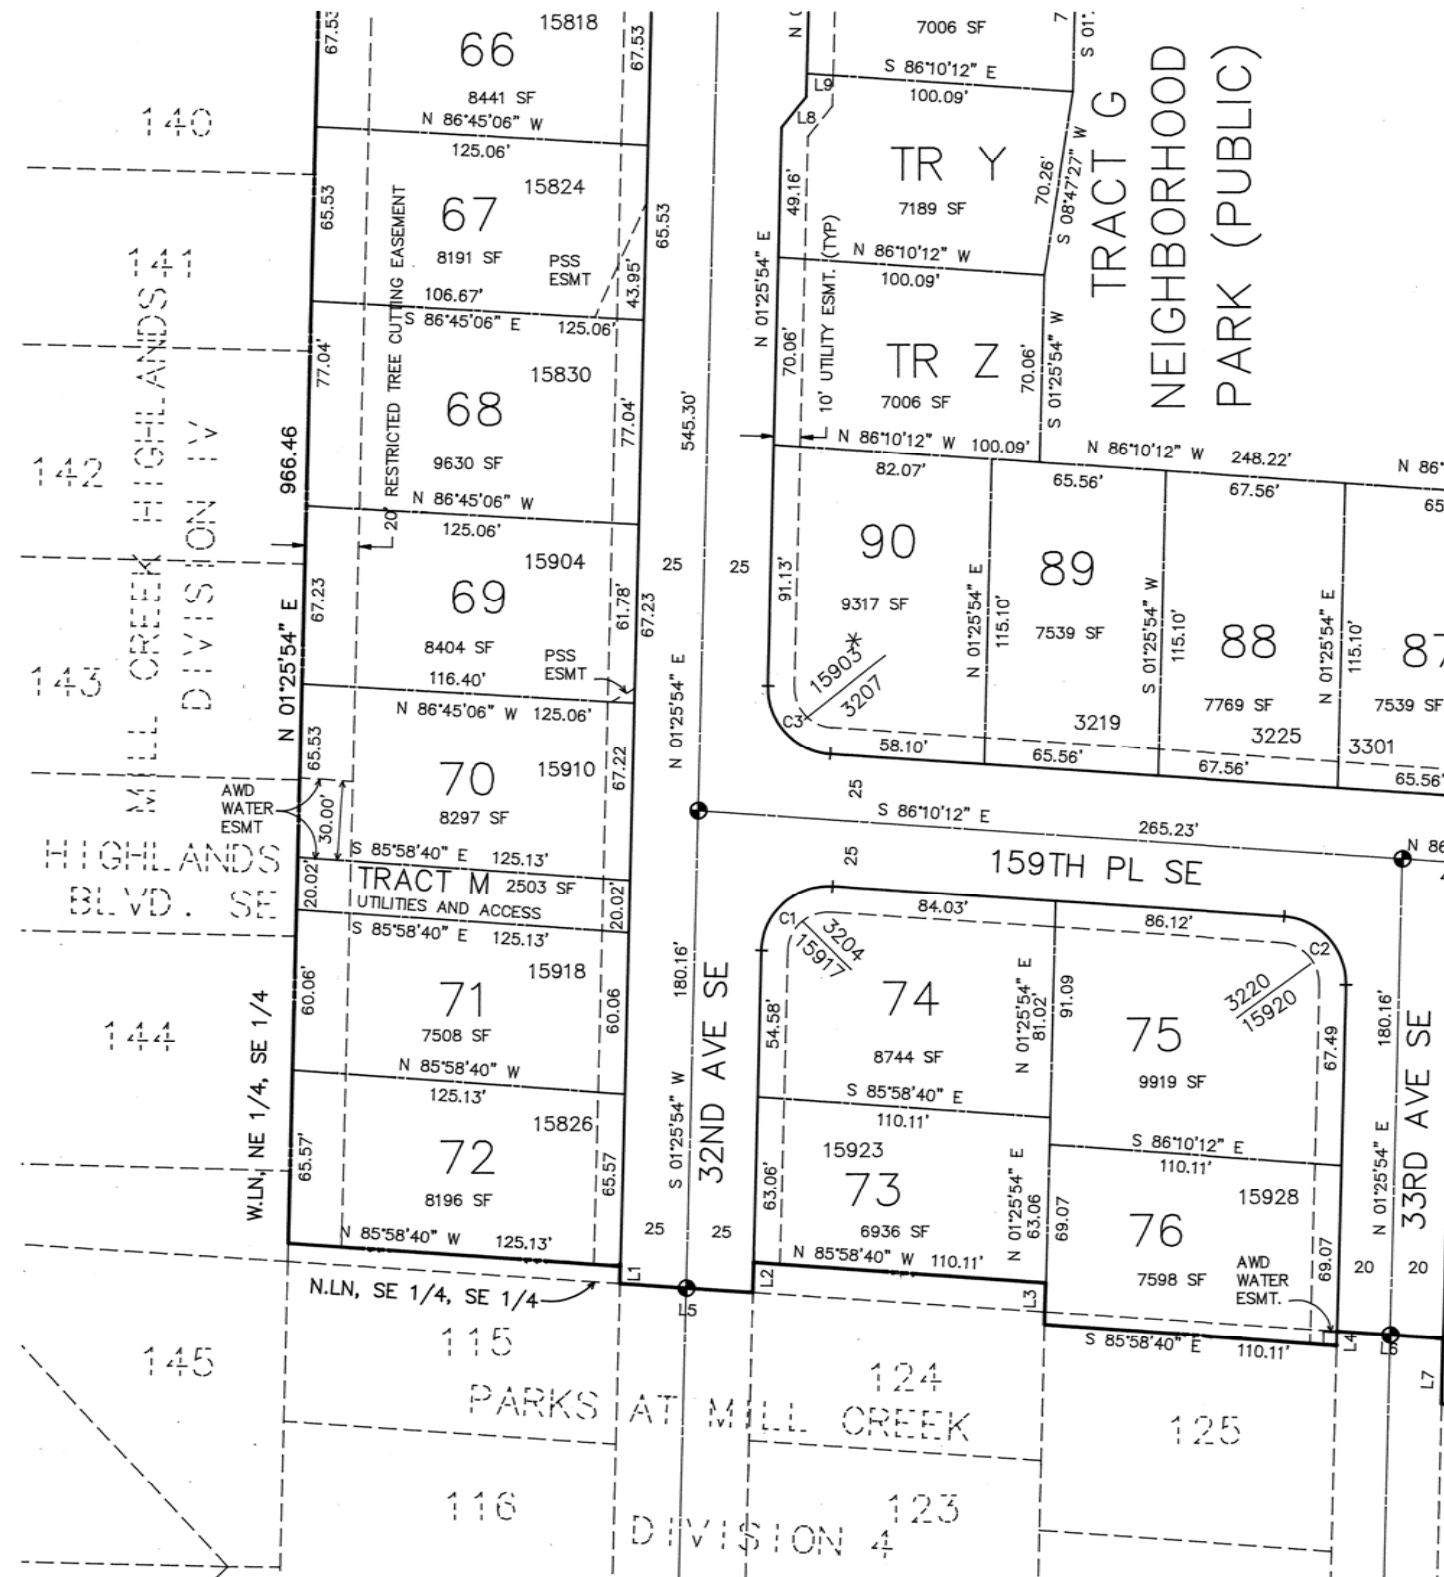 67.53
66
15818
8441 SF
67.53
N 86°45'06" W
125.06'
140
65.53
67
15824
8191 SF
PSS
ESMT
106.67'
S 86°45'06" E
125.06'
43.95'
65.53
20' RESTRICTED TREE CUTTING EASEMENT
141
MILL CREEK HIGHLANDS
DIVISION IV
77.04'
68
15830
9630 SF
77.04'
N 86°45'06" W
125.06'
142
966.46
N 01°25'54" E
67.23
69
15904
8404 SF
61.78'
67.23
PSS
ESMT
116.40'
N 86°45'06" W
125.06'
143
65.53
70
15910
8297 SF
67.22
AWD
WATER
ESMT
30.00'
S 85°58'40" E 125.13'
HIGHLANDS
BLVD. SE
20.02'
TRACT M 2503 SF
UTILITIES AND ACCESS
20.02'
S 85°58'40" E 125.13'
60.06'
71
15918
7508 SF
60.06
N 85°58'40" W
125.13'
144
W.LN, NE 1/4, SE 1/4
65.57'
72
15826
8196 SF
65.57
N 85°58'40" W 125.13'
N.LN, SE 1/4, SE 1/4
L1
145
115
PARKS AT MILL CREEK
116
DIVISION 4
545.30'
25
25
N 01°25'54" E
180.16'
S 01°25'54" W
32ND AVE SE
25
25
L5
7006 SF
S 86°10'12" E
100.09'
L9
L8
TR Y
7189 SF
49.16'
70.26'
S 08°47'27" W
N 01°25'54" E
N 86°10'12" W
100.09'
10' UTILITY ESMT. (TYP)
TR Z
7006 SF
70.06'
70.06'
S 01°25'54" W
TRACT G
NEIGHBORHOOD
PARK (PUBLIC)
N 86°10'12" W 100.09'
82.07'
N 86°10'12" W 248.22'
65.56'
67.56'
90
9317 SF
91.13'
15903*
3207
C3
58.10'
N 01°25'54" E
115.10'
89
7539 SF
3219
65.56'
S 01°25'54" W
115.10'
88
7769 SF
3225
67.56'
N 01°25'54" E
115.10'
7539 SF
3301
65.56'
25
S 86°10'12" E
265.23'
25
159TH PL SE
84.03'
86.12'
C1
3204
15917
74
8744 SF
54.58'
N 01°25'54" E
81.02'
91.09
S 85°58'40" E
110.11'
C2
3220
15920
75
9919 SF
67.49
180.16'
15923
73
6936 SF
63.06'
N 01°25'54" E
63.06
N 85°58'40" W 110.11'
L2
L3
S 86°10'12" E
110.11'
15928
76
7598 SF
69.07
69.07
AWD
WATER
ESMT.
S 85°58'40" E 110.11'
N 01°25'54" E
33RD AVE SE
20
20
L4
L6
L7
124
123
125